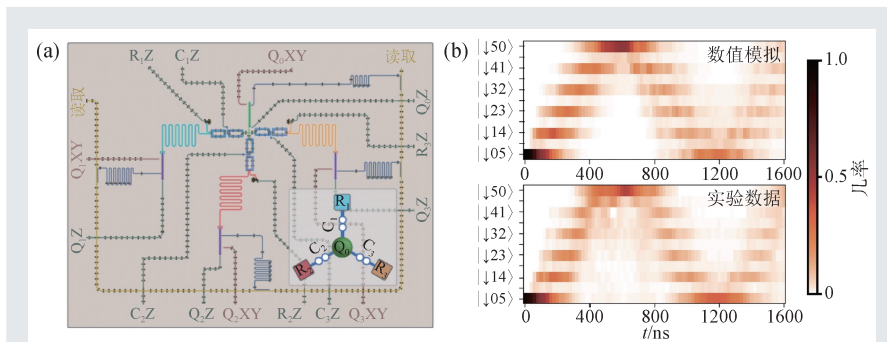 (a)
R₁Z
C₁Z
Q₀XY
读取
读取
Q₀Z
R₃Z
Q₁XY
Q₃Z
Q₁Z
R₁
C₁
C₂
Q₀
C₃
R₂
R₃
C₂Z
Q₂Z
Q₂XY
R₂Z
C₃Z
Q₃XY
(b)
数值模拟
|↓50〉
|↓41〉
|↓32〉
|↓23〉
|↓14〉
|↓05〉
0 400 800 1200 1600
实验数据
|↓50〉
|↓41〉
|↓32〉
|↓23〉
|↓14〉
|↓05〉
0 400 800 1200 1600
t/ns
1.0
0.5
0
几率